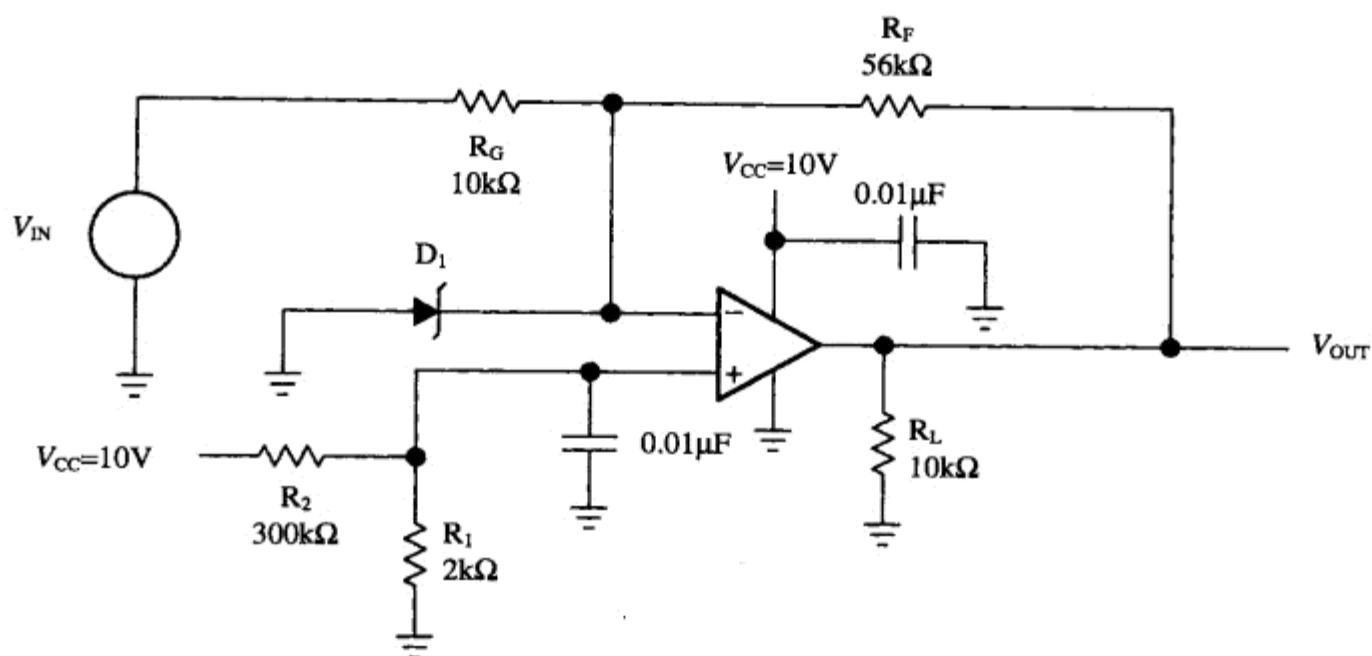 R_F
56kΩ
R_G
10kΩ
V_CC=10V
0.01μF
V_IN
D_1
−
+
V_OUT
V_CC=10V
0.01μF
R_L
10kΩ
R_2
300kΩ
R_1
2kΩ